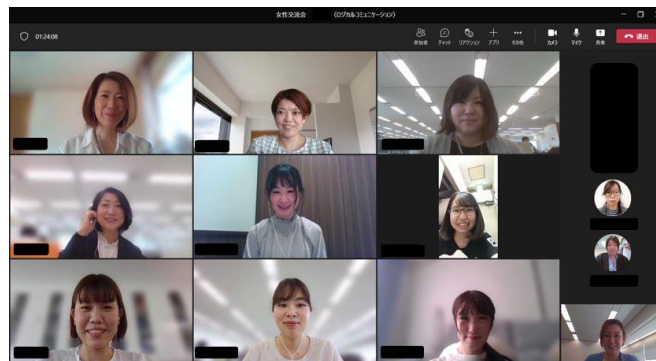 女性交流会 (ロジカルコミュニケーション)
01:24:08
参加者 チャット リアクション アプリ その他 カメラ マイク 共有 退出